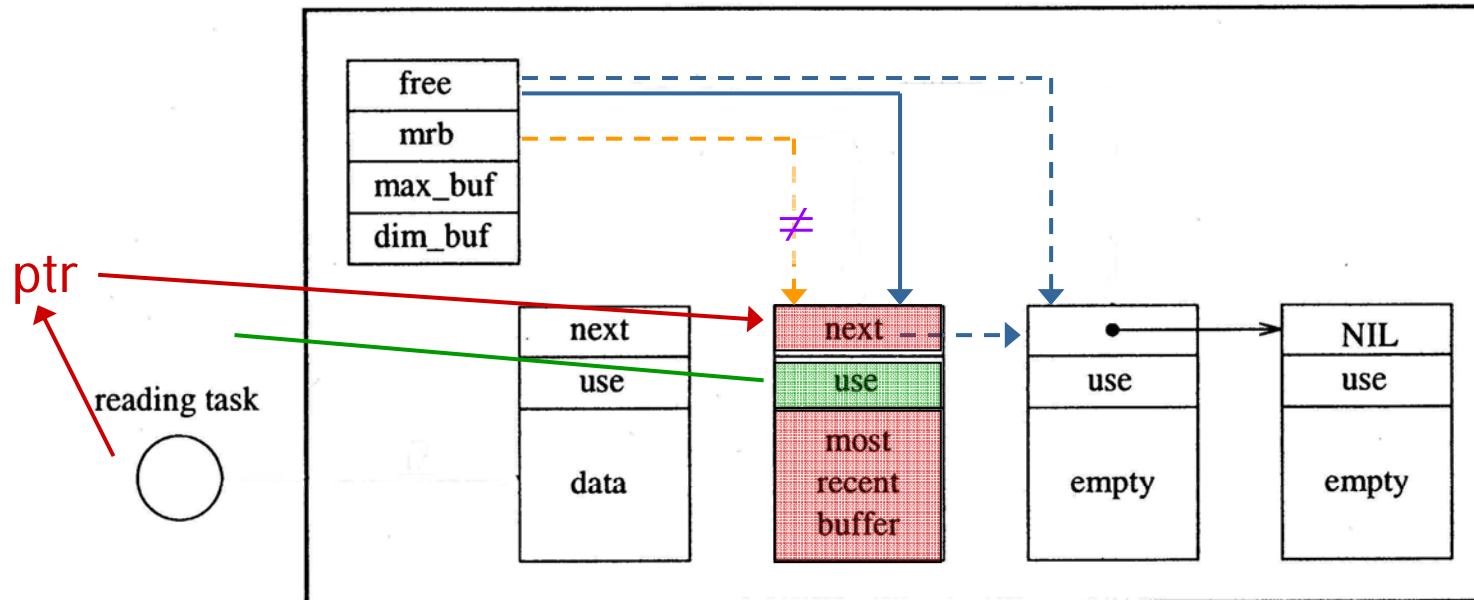 free
mrb
max_buf
dim_buf
≠
ptr
reading task
next
use
data
next
use
most
recent
buffer
use
empty
NIL
use
empty